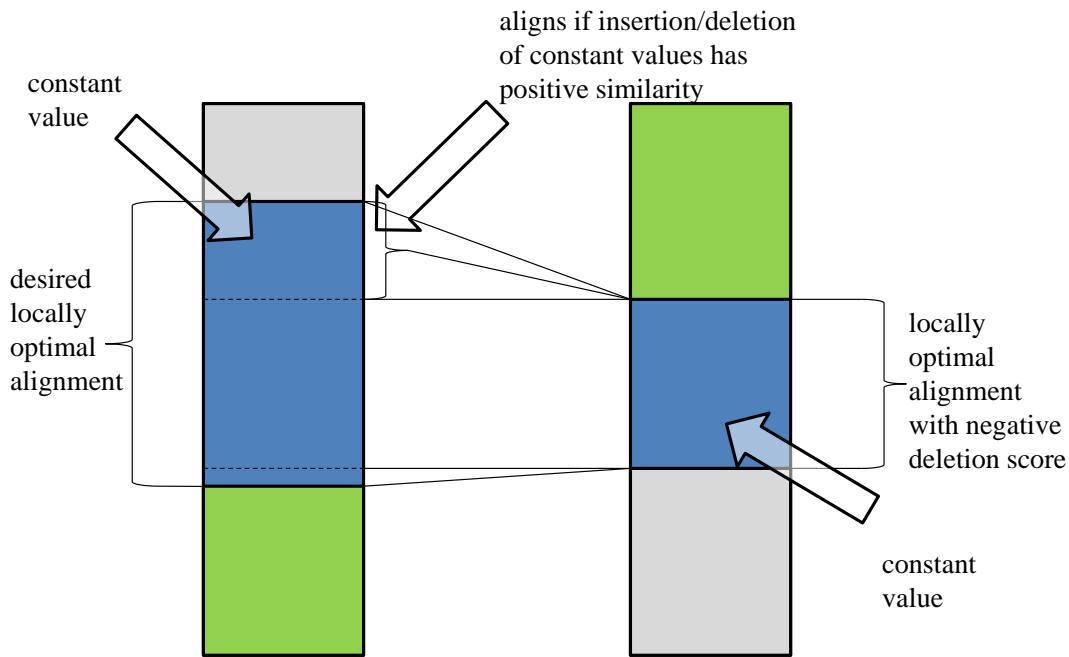 aligns if insertion/deletion
of constant values has
positive similarity
constant
value
desired
locally
optimal
alignment
locally
optimal
alignment
with negative
deletion score
constant
value